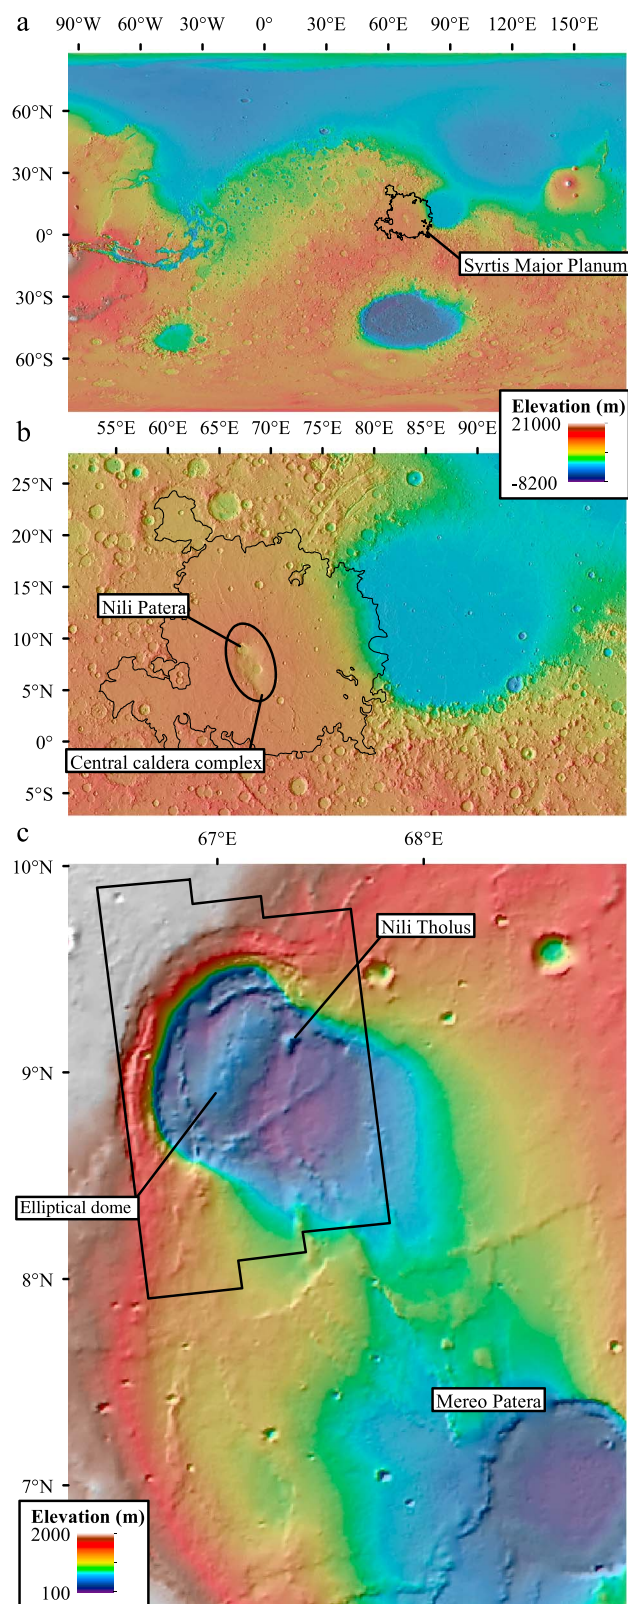 a
90°W 60°W 30°W 0° 30°E 60°E 90°E 120°E 150°E
60°N
30°N
0°
30°S
60°S
Syrtis Major Planum
Elevation (m)
21000
-8200
b
55°E 60°E 65°E 70°E 75°E 80°E 85°E 90°E
25°N
20°N
15°N
10°N
5°N
0°
5°S
Nili Patera
Central caldera complex
c
67°E 68°E
10°N
9°N
8°N
7°N
Nili Tholus
Elliptical dome
Mereo Patera
Elevation (m)
2000
100